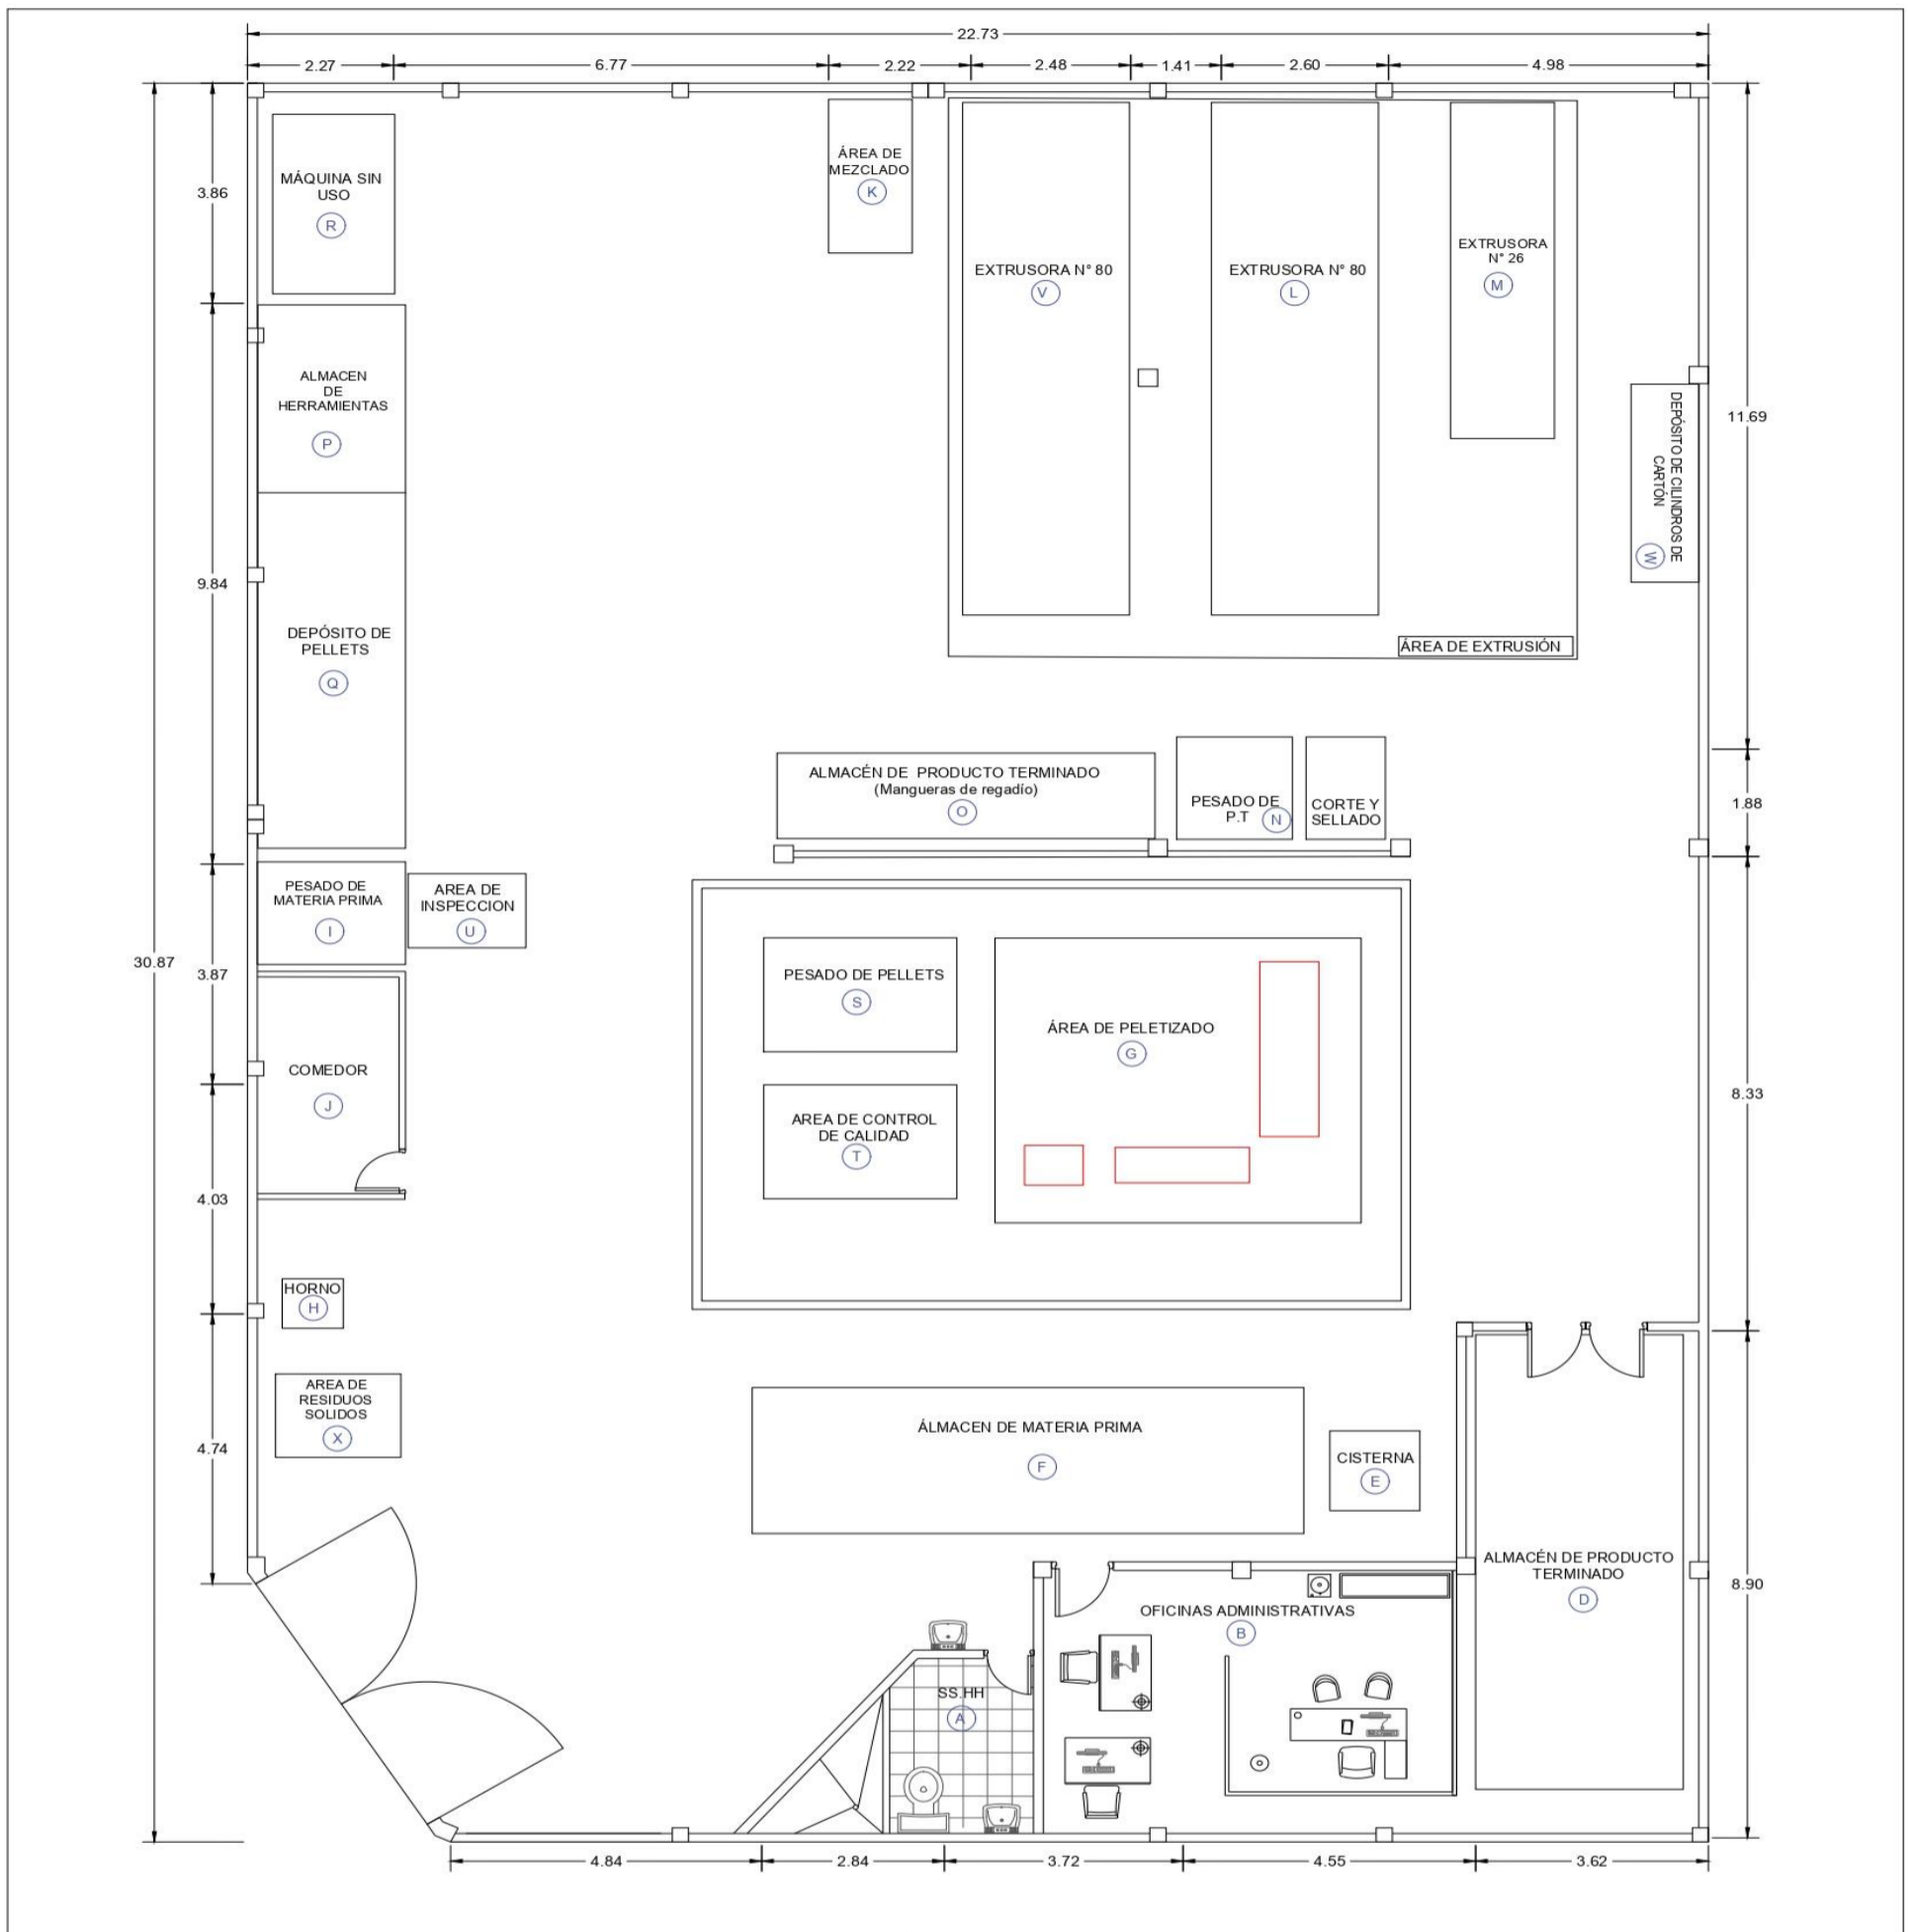 22.73
2.27
6.77
2.22
2.48
1.41
2.60
4.98
MÁQUINA SIN
USO
R
3.86
ÁREA DE
MEZCLADO
K
EXTRUSORA N° 80
V
EXTRUSORA N° 80
L
EXTRUSORA
N° 26
M
ALMACEN
DE
HERRAMIENTAS
P
DEPÓSITO DE CILINDROS DE
CARTÓN
W
11.69
9.84
DEPÓSITO DE
PELLETS
Q
ÁREA DE EXTRUSIÓN
ALMACÉN DE PRODUCTO TERMINADO
(Mangueras de regadío)
O
PESADO DE
P.T
N
CORTE Y
SELLADO
1.88
PESADO DE
MATERIA PRIMA
I
AREA DE
INSPECCION
U
30.87
3.87
PESADO DE PELLETS
S
ÁREA DE PELETIZADO
G
COMEDOR
J
8.33
AREA DE CONTROL
DE CALIDAD
T
4.03
HORNO
H
AREA DE
RESIDUOS
SOLIDOS
X
4.74
ÁLMACEN DE MATERIA PRIMA
F
CISTERNA
E
ALMACÉN DE PRODUCTO
TERMINADO
D
8.90
OFICINAS ADMINISTRATIVAS
B
SS.HH
A
4.84
2.84
3.72
4.55
3.62